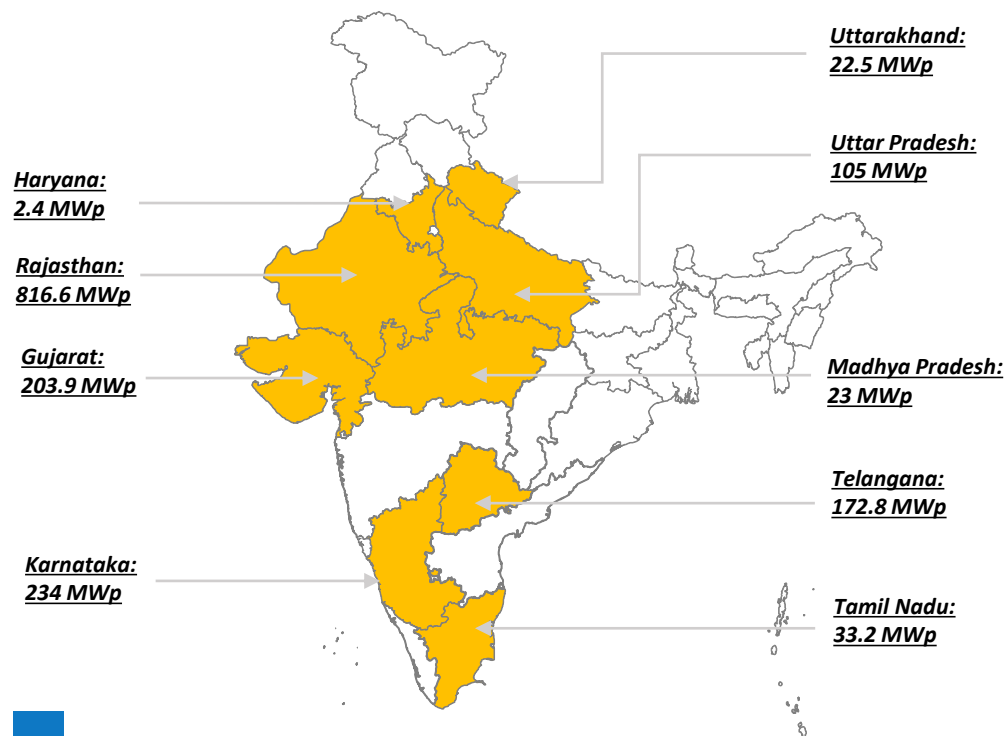 Uttarakhand:
22.5 MWp
Uttar Pradesh:
105 MWp
Haryana:
2.4 MWp
Rajasthan:
816.6 MWp
Gujarat:
203.9 MWp
Madhya Pradesh:
23 MWp
Telangana:
172.8 MWp
Karnataka:
234 MWp
Tamil Nadu:
33.2 MWp